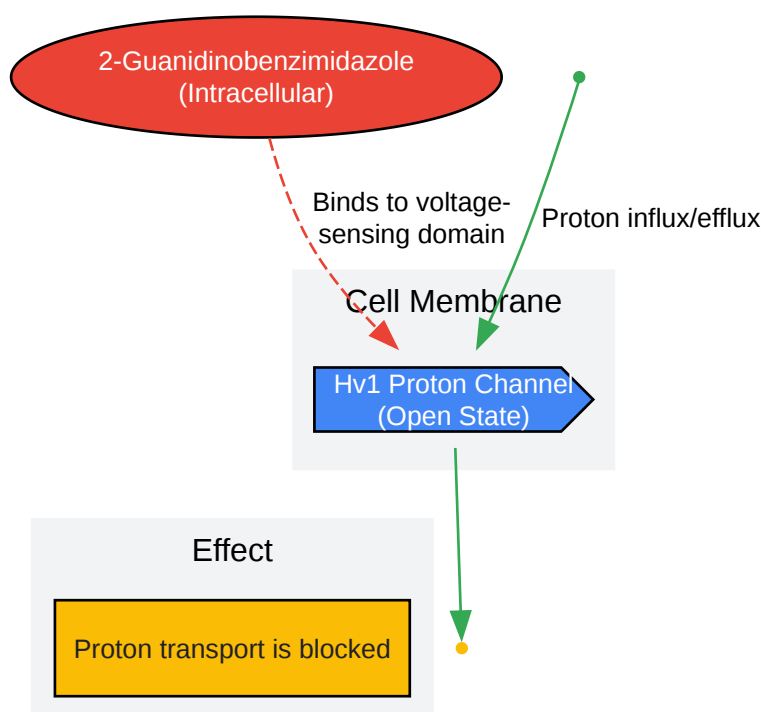 2-Guanidinobenzimidazole
(Intracellular)
Binds to voltage-
sensing domain
Proton influx/efflux
Cell Membrane
Hv1 Proton Channel
(Open State)
Effect
Proton transport is blocked